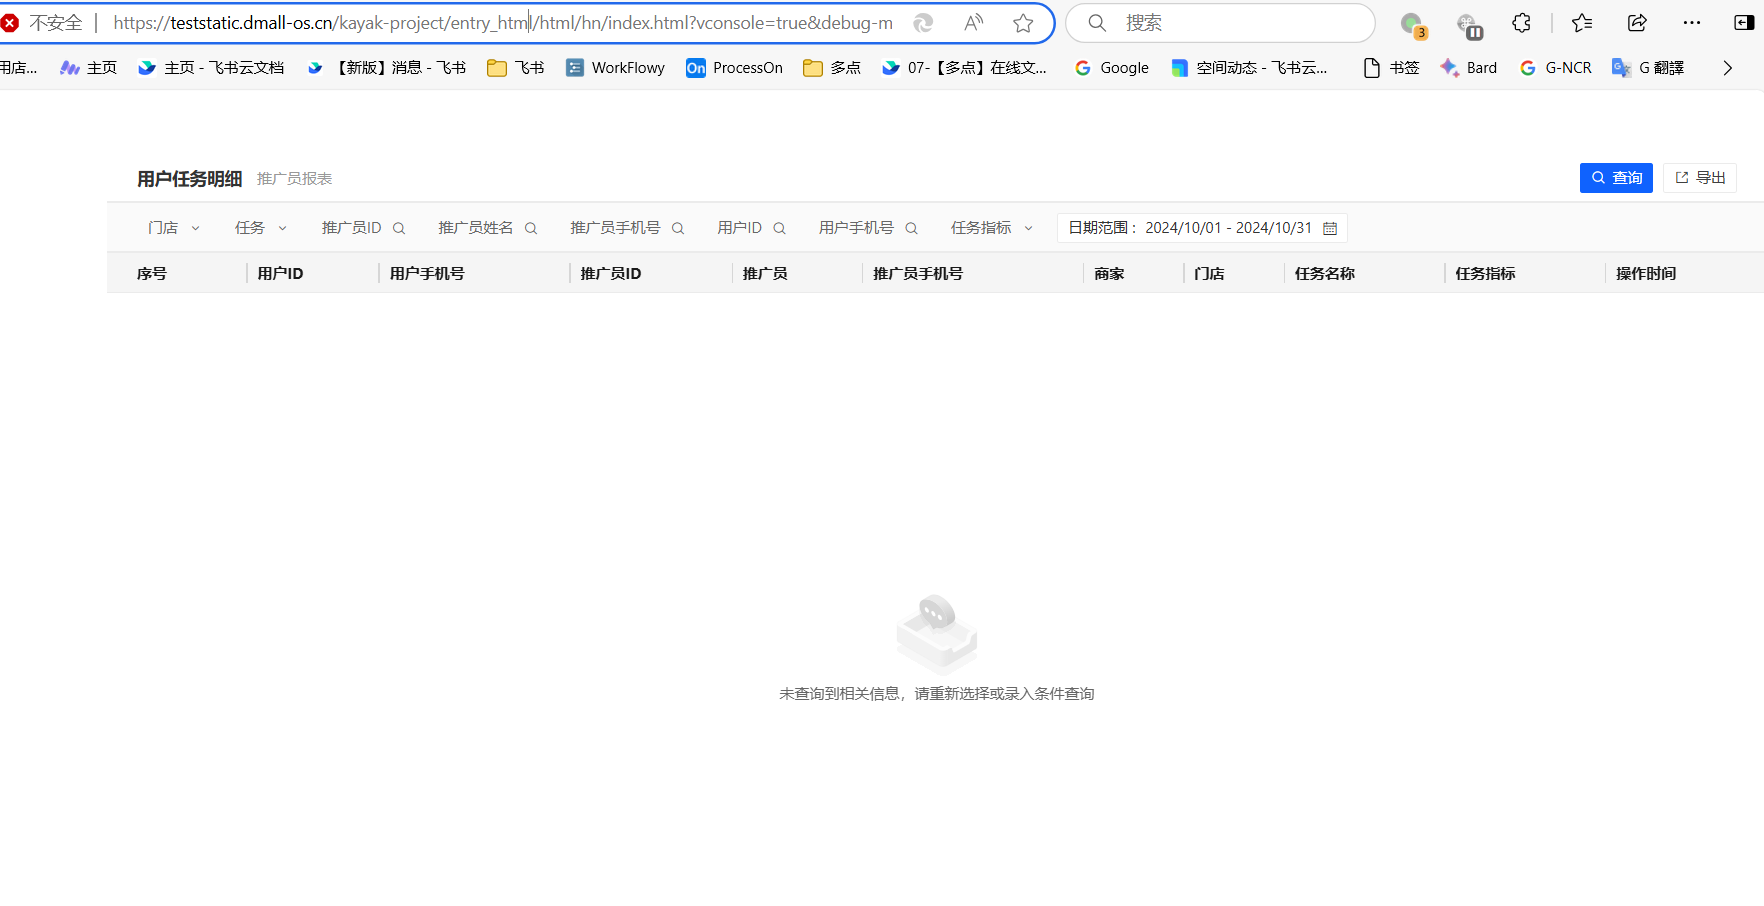 不安全 https://teststatic.dmall-os.cn/kayak-project/entry_html/html/hn/index.html?vconsole=true&debug-m 搜索 3
用店... 主页 主页 - 飞书云文档 【新版】消息 - 飞书 飞书 WorkFlowy On ProcessOn 多点 07-【多点】在线文... Google 空间动态 - 飞书云... 书签 Bard G-NCR G 翻譯
用户任务明细 推广员报表 查询 导出
门店 任务 推广员ID 推广员姓名 推广员手机号 用户ID 用户手机号 任务指标 日期范围： 2024/10/01 - 2024/10/31
序号 用户ID 用户手机号 推广员ID 推广员 推广员手机号 商家 门店 任务名称 任务指标 操作时间
未查询到相关信息，请重新选择或录入条件查询